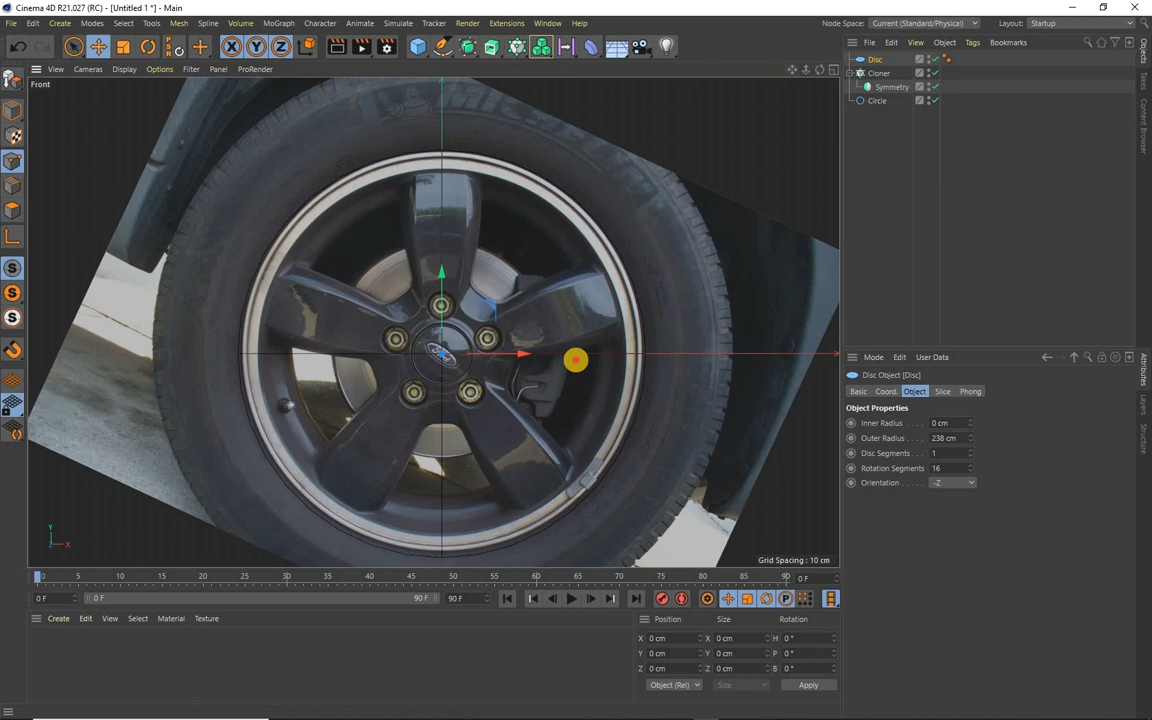 Cinema 4D R21.027 (RC) - [Untitled 1 *] - Main
File Edit Create Modes Select Tools Mesh Spline Volume MoGraph Character Animate Simulate Tracker Render Extensions Window Help
Node Space: Current (Standard/Physical) Layout: Startup
View Cameras Display Options Filter Panel ProRender
Front
File Edit View Object Tags Bookmarks
Disc
Cloner
Symmetry
Circle
Objects
Takes
Content Browser
Mode Edit User Data
Disc Object [Disc]
Basic Coord. Object Slice Phong
Object Properties
Inner Radius 0 cm
Outer Radius 238 cm
Disc Segments 1
Rotation Segments 16
Orientation -Z
Attributes
Layers
Structure
Y
Z X
Grid Spacing : 10 cm
0 5 10 15 20 25 30 35 40 45 50 55 60 65 70 75 80 85 90 0 F
0 F 0 F 90 F 90 F
Create Edit View Select Material Texture
Position Size Rotation
X 0 cm X 0 cm H 0 °
Y 0 cm Y 0 cm P 0 °
Z 0 cm Z 0 cm B 0 °
Object (Rel) Size Apply